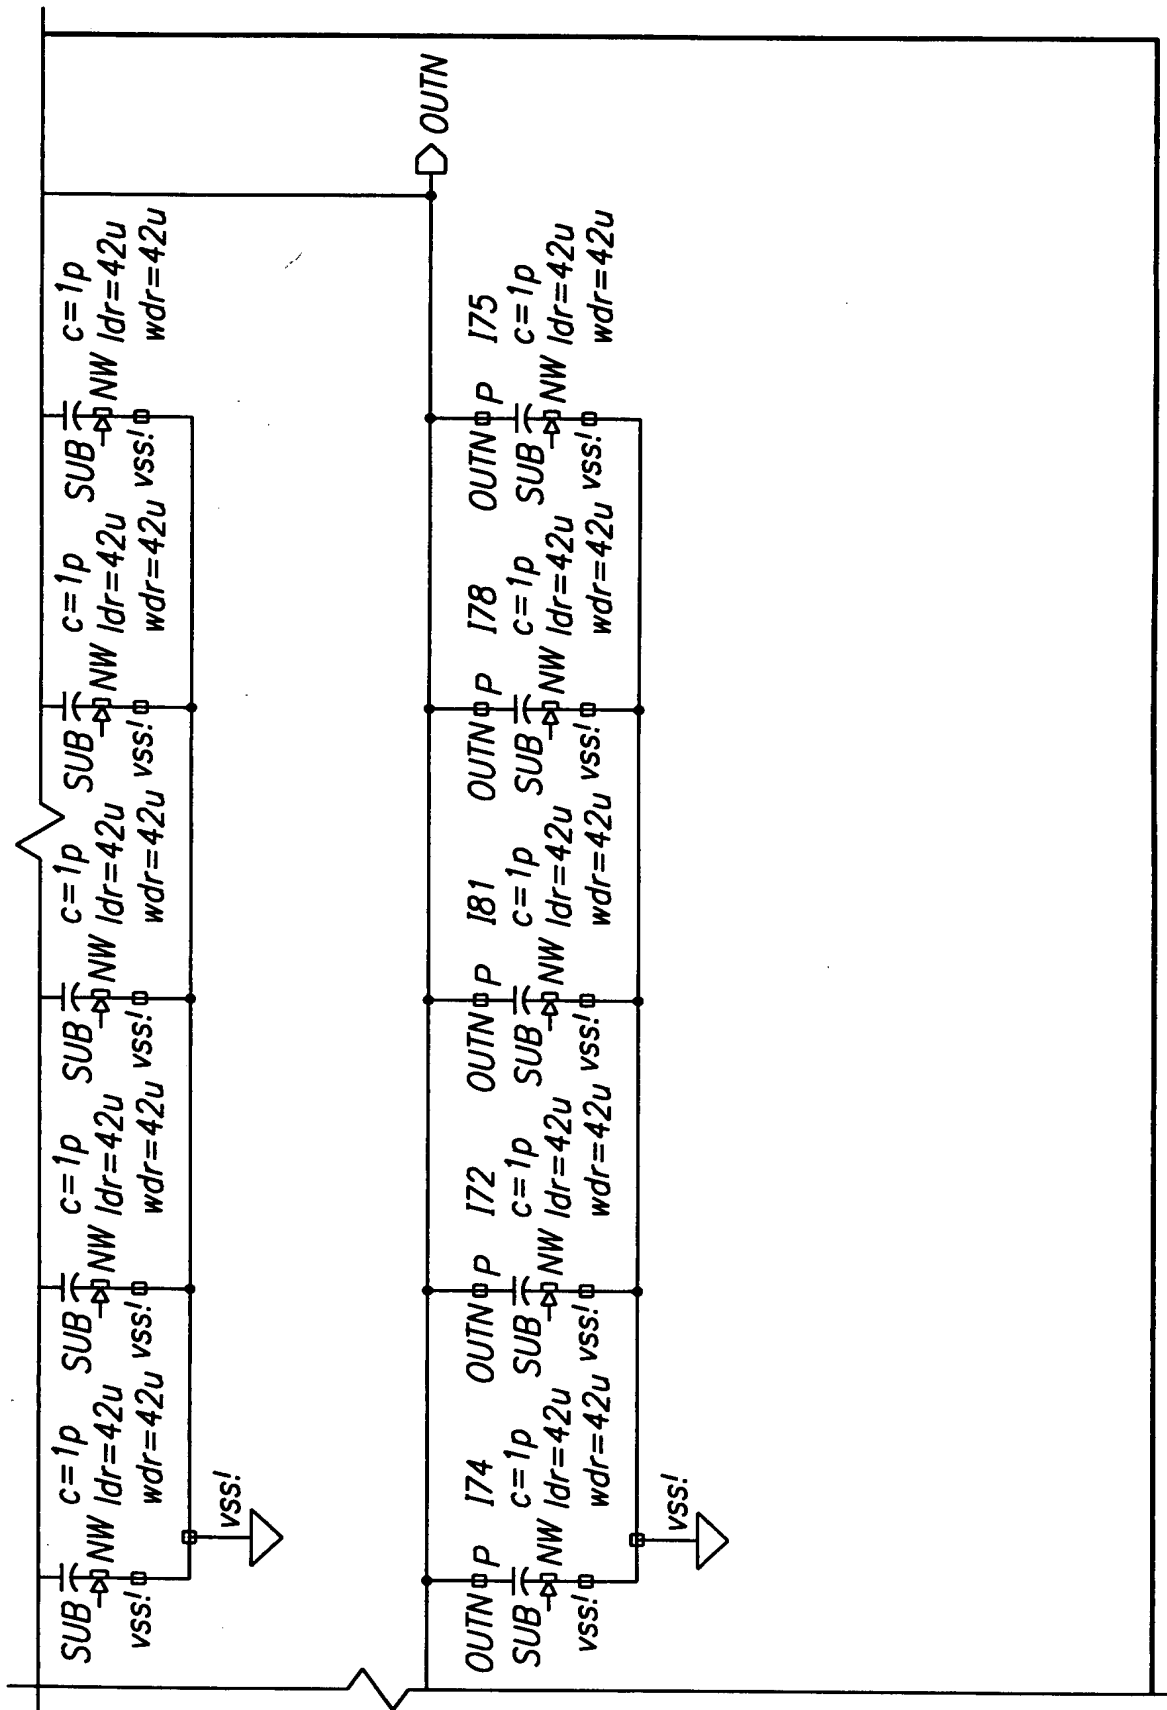 OUTN
c=1p
ldr=42u
wdr=42u
SUB
NW
vss!
c=1p
ldr=42u
wdr=42u
SUB
NW
vss!
c=1p
ldr=42u
wdr=42u
SUB
NW
vss!
c=1p
ldr=42u
wdr=42u
SUB
NW
vss!
c=1p
ldr=42u
wdr=42u
SUB
NW
vss!
vss!
I75
c=1p
ldr=42u
wdr=42u
OUTN P
SUB
NW
vss!
I78
c=1p
ldr=42u
wdr=42u
OUTN P
SUB
NW
vss!
I81
c=1p
ldr=42u
wdr=42u
OUTN P
SUB
NW
vss!
I72
c=1p
ldr=42u
wdr=42u
OUTN P
SUB
NW
vss!
I74
c=1p
ldr=42u
wdr=42u
OUTN P
SUB
NW
vss!
vss!